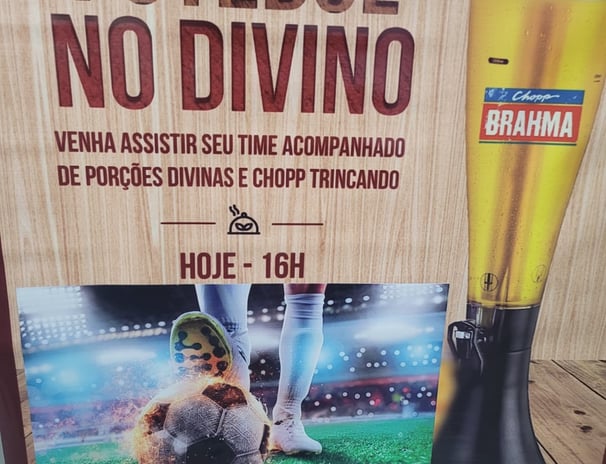 NO DIVINO
VENHA ASSISTIR SEU TIME ACOMPANHADO
DE PORÇÕES DIVINAS E CHOPP TRINCANDO
HOJE - 16H
Chopp
BRAHMA